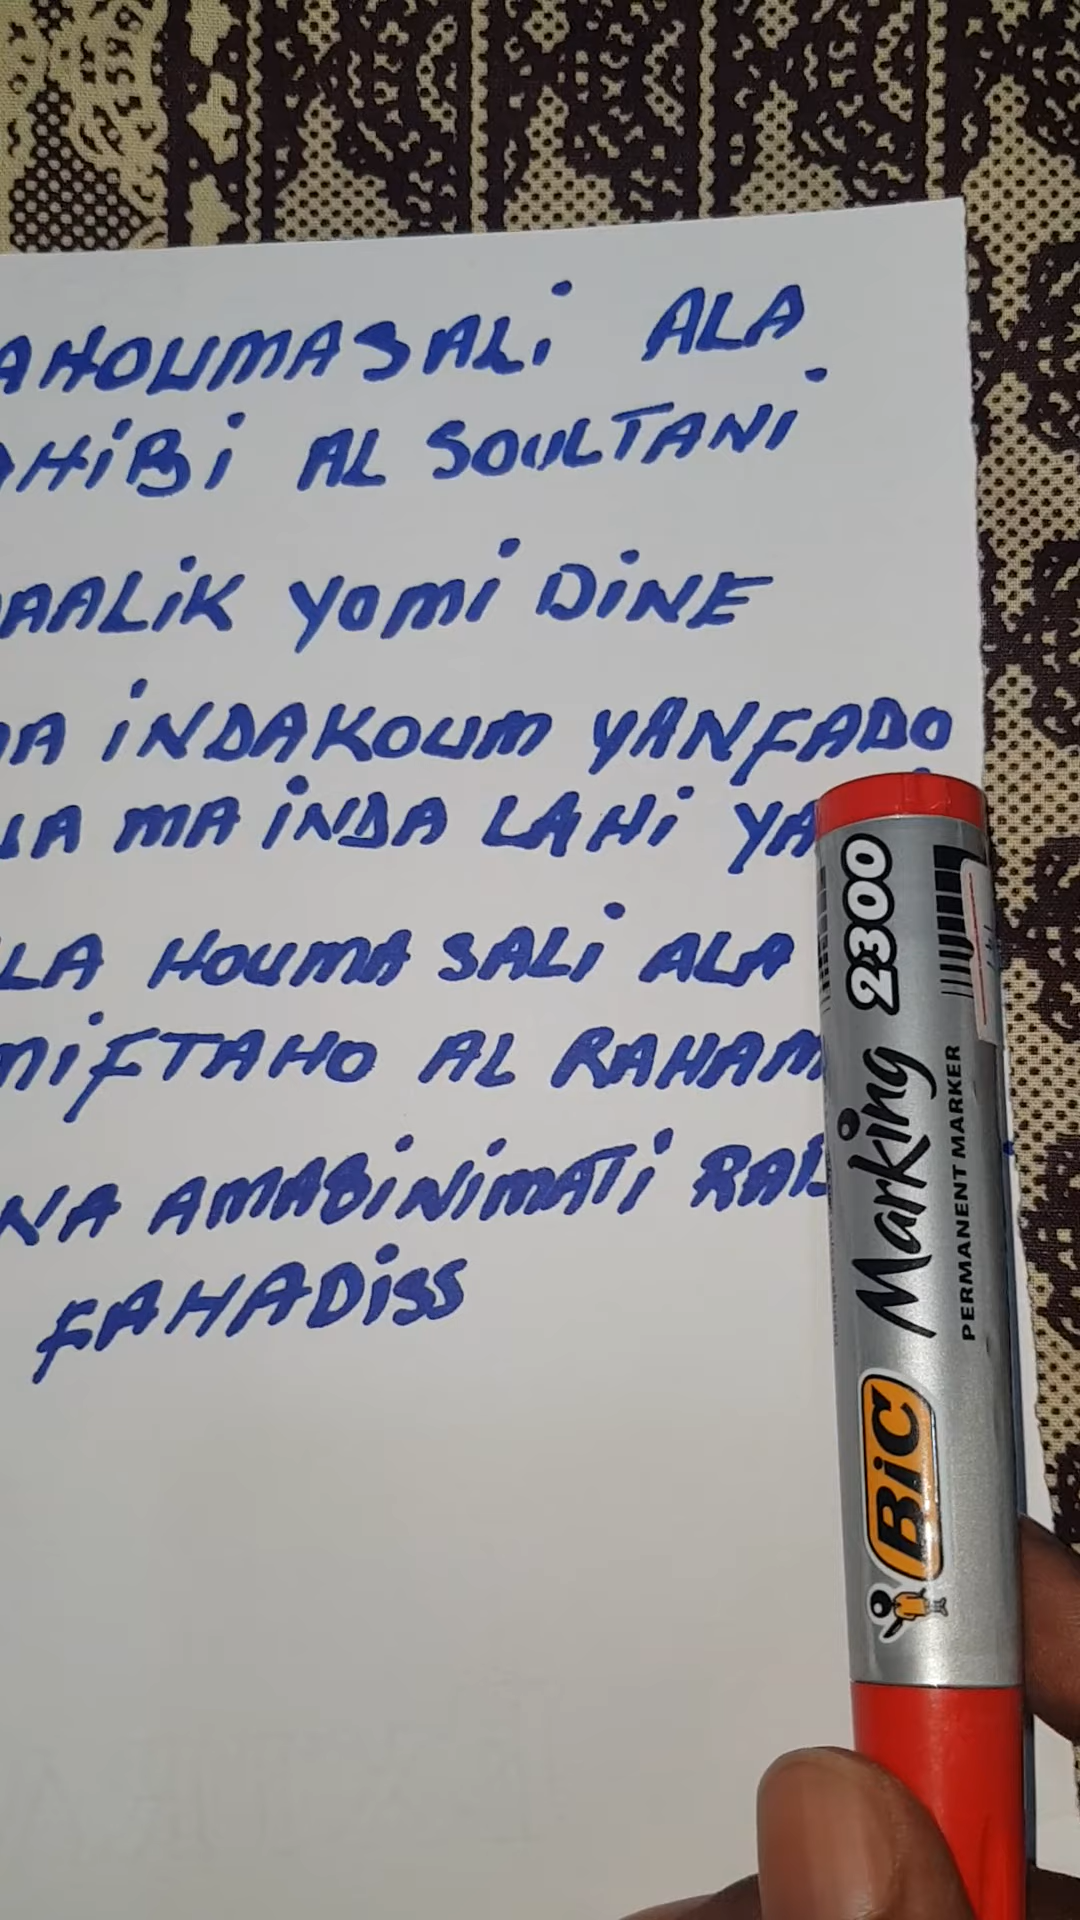 AHOUMASALi ALA
AHiBi AL SOULTANi
AALiK YOMi DiNE
A iNDAKOUM YANFADO
LA MA iNDA LAHi YA
LA HOUMA SALi ALA
MiFTAHO AL RAHAM
NA AMABiNiMATi RAB
FAHADiSS
Marking 2300
PERMANENT MARKER
BiC